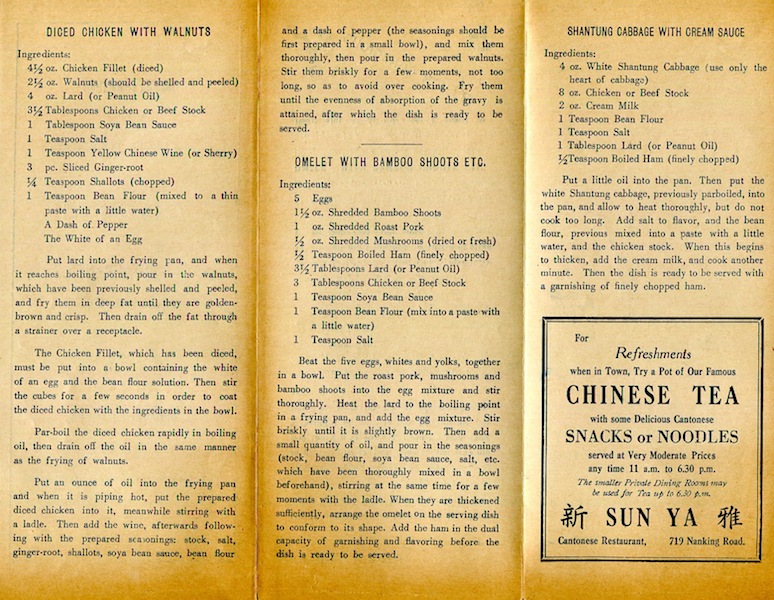 DICED CHICKEN WITH WALNUTS
Ingredients:
4½ oz. Chicken Fillet (diced)
2½ oz. Walnuts (should be shelled and peeled)
4 oz. Lard (or Peanut Oil)
3½ Tablespoons Chicken or Beef Stock
1 Tablespoon Soya Bean Sauce
1 Teaspoon Salt
1 Teaspoon Yellow Chinese Wine (or Sherry)
3 pc. Sliced Ginger-root
¼ Teaspoon Shallots (chopped)
1 Teaspoon Bean Flour (mixed to a thin
paste with a little water)
A Dash of Pepper
The White of an Egg
Put lard into the frying pan, and when
it reaches boiling point, pour in the walnuts,
which have been previously shelled and peeled,
and fry them in deep fat until they are golden-
brown and crisp. Then drain off the fat through
a strainer over a receptacle.
The Chicken Fillet, which has been diced,
must be put into a bowl containing the white
of an egg and the bean flour solution. Then stir
the cubes for a few seconds in order to coat
the diced chicken with the ingredients in the bowl.
Par-boil the diced chicken rapidly in boiling
oil, then drain off the oil in the same manner
as the frying of walnuts.
Put an ounce of oil into the frying pan
and when it is piping hot, put the prepared
diced chicken into it, meanwhile stirring with
a ladle. Then add the wine, afterwards follow-
ing with the prepared seasonings: stock, salt,
ginger-root, shallots, soya bean sauce, bean flour
and a dash of pepper (the seasonings should be
first prepared in a small bowl), and mix them
thoroughly, then pour in the prepared walnuts.
Stir them briskly for a few moments, not too
long, so as to avoid over cooking. Fry them
until the evenness of absorption of the gravy is
attained, after which the dish is ready to be
served.
OMELET WITH BAMBOO SHOOTS ETC.
Ingredients:
5 Eggs
1½ oz. Shredded Bamboo Shoots
1 oz. Shredded Roast Pork
½ oz. Shredded Mushrooms (dried or fresh)
½ Teaspoon Boiled Ham (finely chopped)
3½ Tablespoons Lard (or Peanut Oil)
3 Tablespoons Chicken or Beef Stock
1 Teaspoon Soya Bean Sauce
1 Teaspoon Bean Flour (mix into a paste with
a little water)
1 Teaspoon Salt
Beat the five eggs, whites and yolks, together
in a bowl. Put the roast pork, mushrooms and
bamboo shoots into the egg mixture and stir
thoroughly. Heat the lard to the boiling point
in a frying pan, and add the egg mixture. Stir
briskly until it is slightly brown. Then add a
small quantity of oil, and pour in the seasonings
(stock, bean flour, soya bean sauce, salt, etc.
which have been thoroughly mixed in a bowl
beforehand), stirring at the same time for a few
moments with the ladle. When they are thickened
sufficiently, arrange the omelet on the serving dish
to conform to its shape. Add the ham in the dual
capacity of garnishing and flavoring before the
dish is ready to be served.
SHANTUNG CABBAGE WITH CREAM SAUCE
Ingredients:
4 oz. White Shantung Cabbage (use only the
heart of cabbage)
8 oz. Chicken or Beef Stock
2 oz. Cream Milk
1 Teaspoon Bean Flour
1 Teaspoon Salt
1 Tablespoon Lard (or Peanut Oil)
½ Teaspoon Boiled Ham (finely chopped)
Put a little oil into the pan. Then put the
white Shantung cabbage, previously parboiled, into
the pan, and allow to heat thoroughly, but do not
cook too long. Add salt to flavor, and the bean
flour, previous mixed into a paste with a little
water, and the chicken stock. When this begins
to thicken, add the cream milk, and cook another
minute. Then the dish is ready to be served with
a garnishing of finely chopped ham.
For
Refreshments
when in Town, Try a Pot of Our Famous
CHINESE TEA
with some Delicious Cantonese
SNACKS or NOODLES
served at Very Moderate Prices
any time 11 a.m. to 6.30 p.m.
The smaller Private Dining Rooms may
be used for Tea up to 6.30 p.m.
新 SUN YA 雅
Cantonese Restaurant, 719 Nanking Road.